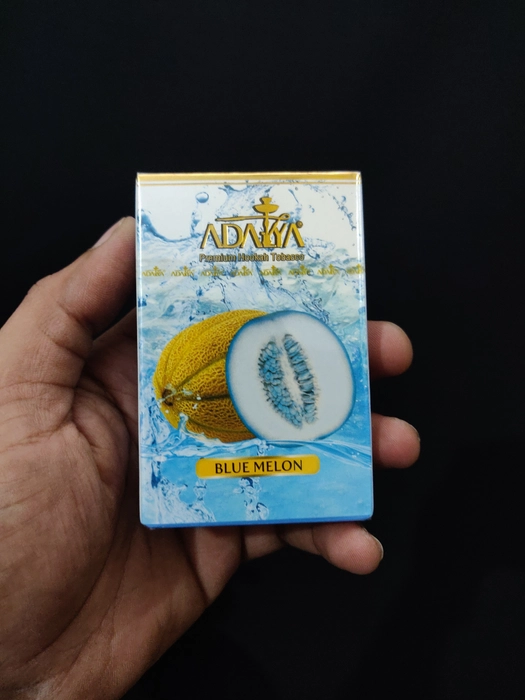 ADALYA
Premium Hookah Tobacco
BLUE MELON